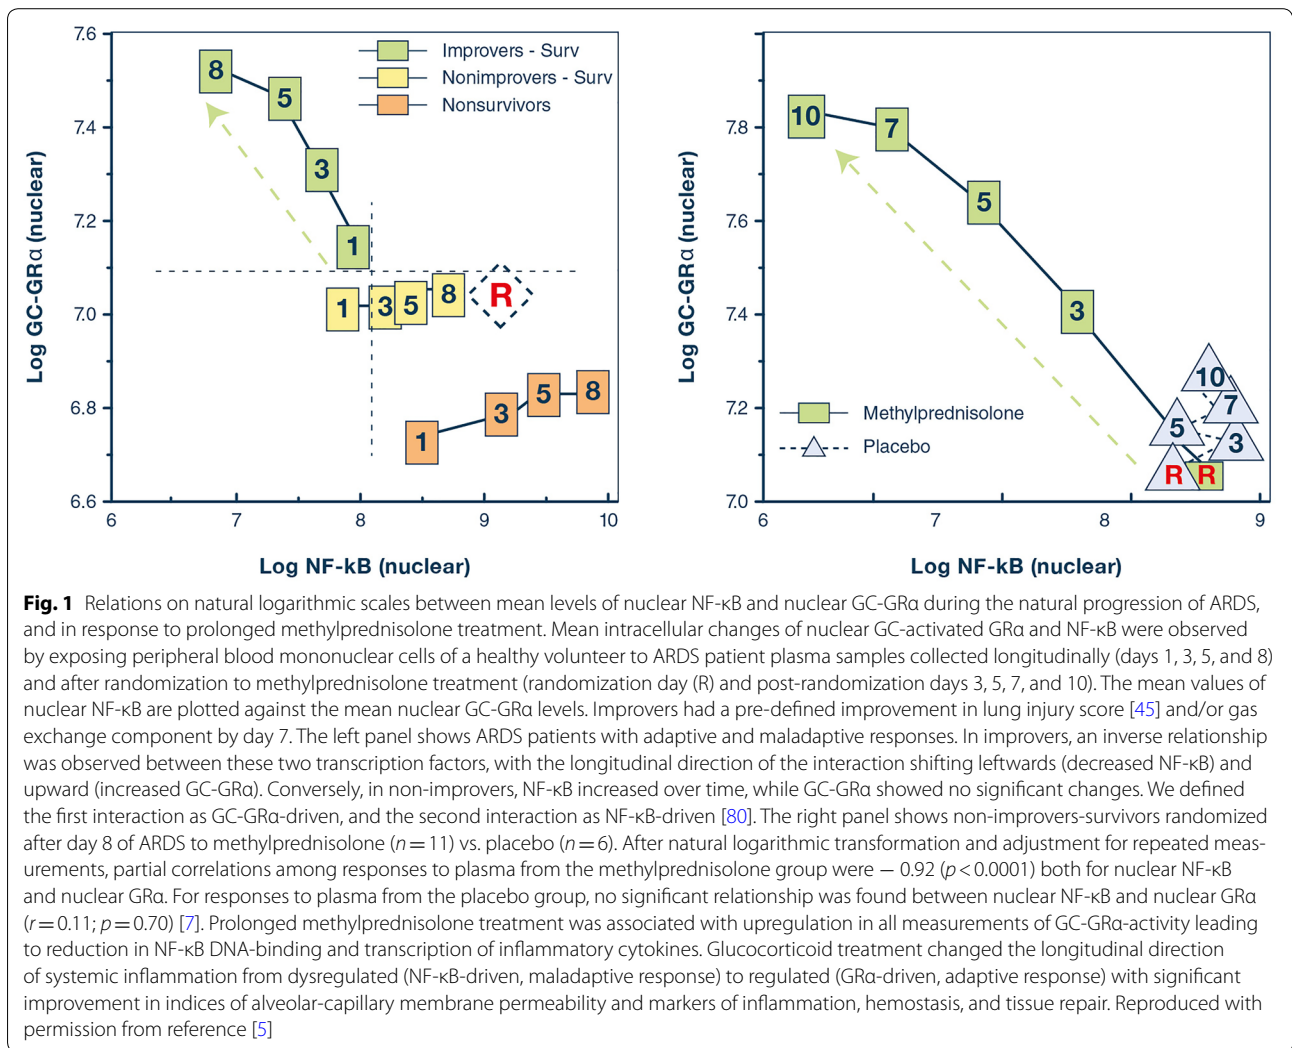 7.6
7.4
7.2
7.0
6.8
6.6
Log GC-GRα (nuclear)
Improvers - Surv
Nonimprovers - Surv
Nonsurvivors
8
5
3
1
1
3
5
8
R
1
3
5
8
6
7
8
9
10
Log NF-kB (nuclear)
7.8
7.6
7.4
7.2
7.0
Log GC-GRα (nuclear)
10
7
5
3
R
10
7
5
3
R
Methylprednisolone
Placebo
6
7
8
9
Log NF-kB (nuclear)
Fig. 1 Relations on natural logarithmic scales between mean levels of nuclear NF-κB and nuclear GC-GRα during the natural progression of ARDS,
and in response to prolonged methylprednisolone treatment. Mean intracellular changes of nuclear GC-activated GRα and NF-κB were observed
by exposing peripheral blood mononuclear cells of a healthy volunteer to ARDS patient plasma samples collected longitudinally (days 1, 3, 5, and 8)
and after randomization to methylprednisolone treatment (randomization day (R) and post-randomization days 3, 5, 7, and 10). The mean values of
nuclear NF-κB are plotted against the mean nuclear GC-GRα levels. Improvers had a pre-defined improvement in lung injury score [45] and/or gas
exchange component by day 7. The left panel shows ARDS patients with adaptive and maladaptive responses. In improvers, an inverse relationship
was observed between these two transcription factors, with the longitudinal direction of the interaction shifting leftwards (decreased NF-κB) and
upward (increased GC-GRα). Conversely, in non-improvers, NF-κB increased over time, while GC-GRα showed no significant changes. We defined
the first interaction as GC-GRα-driven, and the second interaction as NF-κB-driven [80]. The right panel shows non-improvers-survivors randomized
after day 8 of ARDS to methylprednisolone (n = 11) vs. placebo (n = 6). After natural logarithmic transformation and adjustment for repeated meas-
urements, partial correlations among responses to plasma from the methylprednisolone group were − 0.92 (p < 0.0001) both for nuclear NF-κB
and nuclear GRα. For responses to plasma from the placebo group, no significant relationship was found between nuclear NF-κB and nuclear GRα
(r = 0.11; p = 0.70) [7]. Prolonged methylprednisolone treatment was associated with upregulation in all measurements of GC-GRα-activity leading
to reduction in NF-κB DNA-binding and transcription of inflammatory cytokines. Glucocorticoid treatment changed the longitudinal direction
of systemic inflammation from dysregulated (NF-κB-driven, maladaptive response) to regulated (GRα-driven, adaptive response) with significant
improvement in indices of alveolar-capillary membrane permeability and markers of inflammation, hemostasis, and tissue repair. Reproduced with
permission from reference [5]